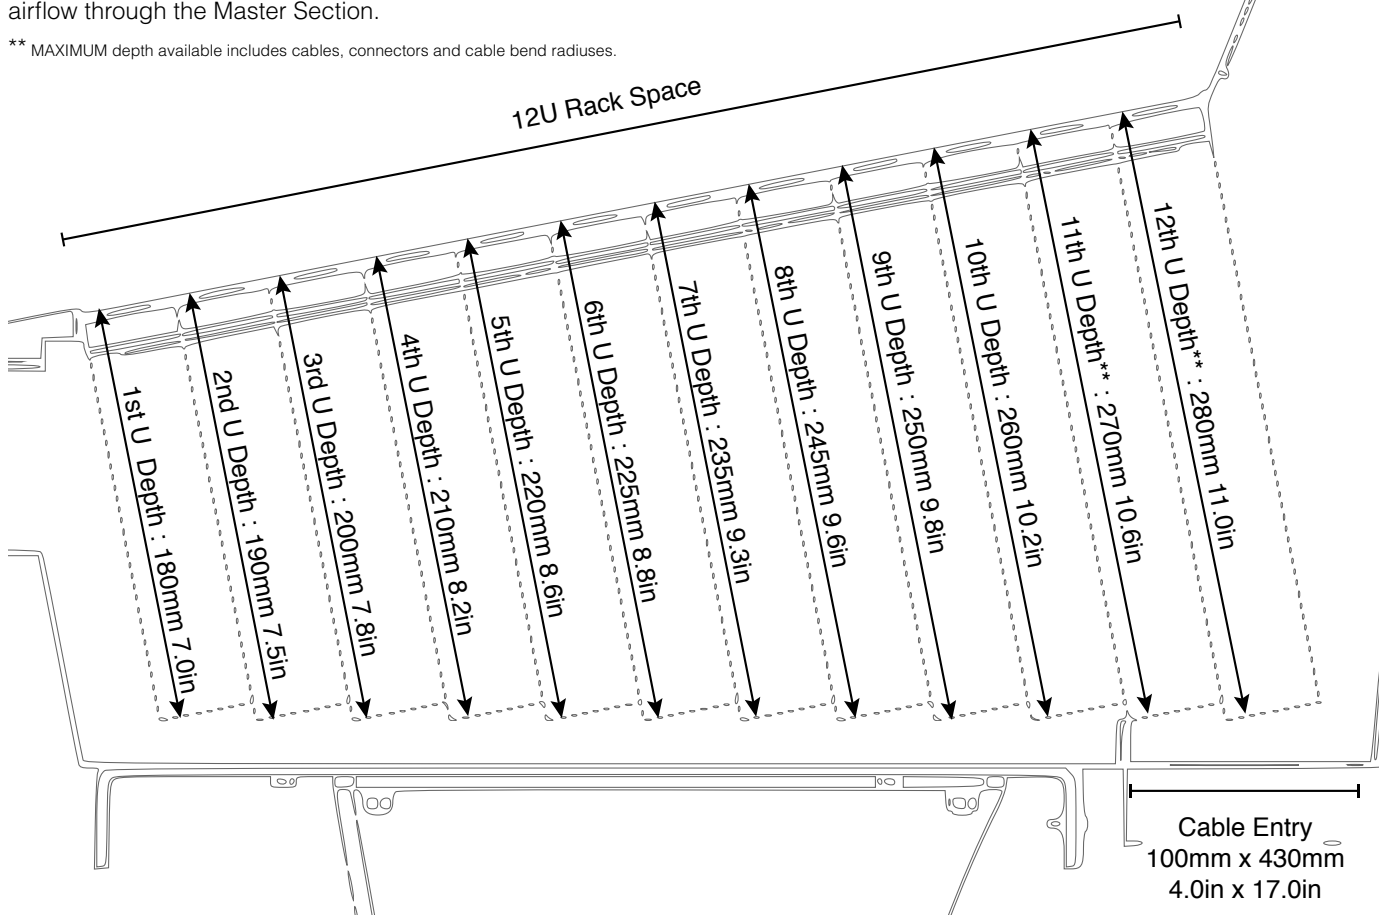 airflow through the Master Section.
** MAXIMUM depth available includes cables, connectors and cable bend radiuses.
12U Rack Space
1st U Depth : 180mm 7.0in
2nd U Depth : 190mm 7.5in
3rd U Depth : 200mm 7.8in
4th U Depth : 210mm 8.2in
5th U Depth : 220mm 8.6in
6th U Depth : 225mm 8.8in
7th U Depth : 235mm 9.3in
8th U Depth : 245mm 9.6in
9th U Depth : 250mm 9.8in
10th U Depth : 260mm 10.2in
11th U Depth** : 270mm 10.6in
12th U Depth** : 280mm 11.0in
Cable Entry
100mm x 430mm
4.0in x 17.0in